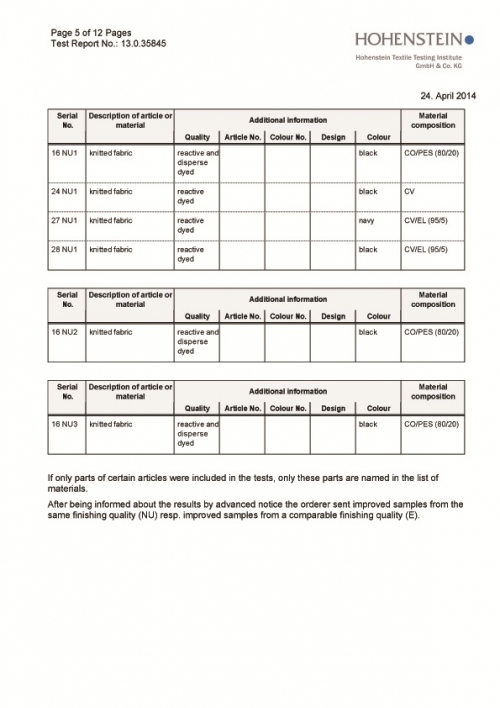 Page 5 of 12 Pages
Test Report No.: 13.0.35845
HOHENSTEIN
Hohenstein Textile Testing Institute
GmbH & Co. KG
24. April 2014
Serial No. Description of article or material Additional information Material composition
Quality Article No. Colour No. Design Colour
16 NU1 knitted fabric reactive and disperse dyed black CO/PES (80/20)
24 NU1 knitted fabric reactive dyed black CV
27 NU1 knitted fabric reactive dyed navy CV/EL (95/5)
28 NU1 knitted fabric reactive dyed black CV/EL (95/5)
Serial No. Description of article or material Additional information Material composition
Quality Article No. Colour No. Design Colour
16 NU2 knitted fabric reactive and disperse dyed black CO/PES (80/20)
Serial No. Description of article or material Additional information Material composition
Quality Article No. Colour No. Design Colour
16 NU3 knitted fabric reactive and disperse dyed black CO/PES (80/20)
If only parts of certain articles were included in the tests, only these parts are named in the list of
materials.
After being informed about the results by advanced notice the orderer sent improved samples from the
same finishing quality (NU) resp. improved samples from a comparable finishing quality (E).